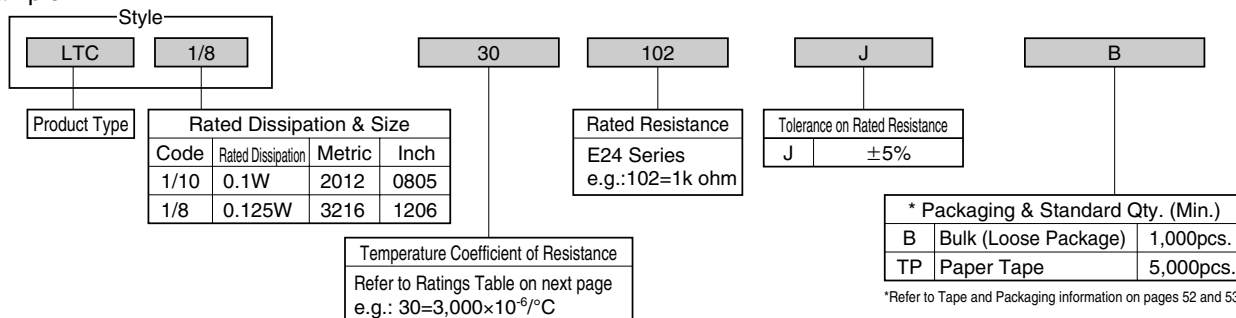 Style
LTC 1/8 30 102 J B
Product Type
Rated Dissipation & Size
Code Rated Dissipation Metric Inch
1/10 0.1W 2012 0805
1/8 0.125W 3216 1206
Temperature Coefficient of Resistance
Refer to Ratings Table on next page
e.g.: 30=3,000×10-6/°C
Rated Resistance
E24 Series
e.g.:102=1k ohm
Tolerance on Rated Resistance
J ±5%
* Packaging & Standard Qty. (Min.)
B Bulk (Loose Package) 1,000pcs.
TP Paper Tape 5,000pcs.
*Refer to Tape and Packaging information on pages 52 and 53